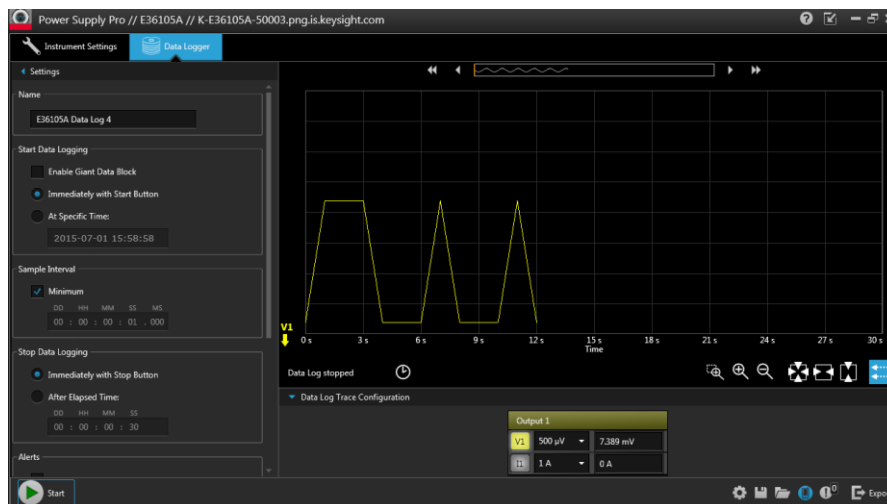 Power Supply Pro // E36105A // K-E36105A-50003.png.is.keysight.com
Instrument Settings
Data Logger
Settings
Name
E36105A Data Log 4
Start Data Logging
Enable Giant Data Block
Immediately with Start Button
At Specific Time:
2015-07-01 15:58:58
Sample Interval
Minimum
DD HH MM SS MS
00 : 00 : 00 : 01 . 000
Stop Data Logging
Immediately with Stop Button
After Elapsed Time:
DD HH MM SS
00 : 00 : 00 : 30
Alerts
Start
V1
0 s 3 s 6 s 9 s 12 s 15 s 18 s 21 s 24 s 27 s 30 s
Time
Data Log stopped
Data Log Trace Configuration
Output 1
V1 500 µV 7.389 mV
I1 1 A 0 A
0
Expo